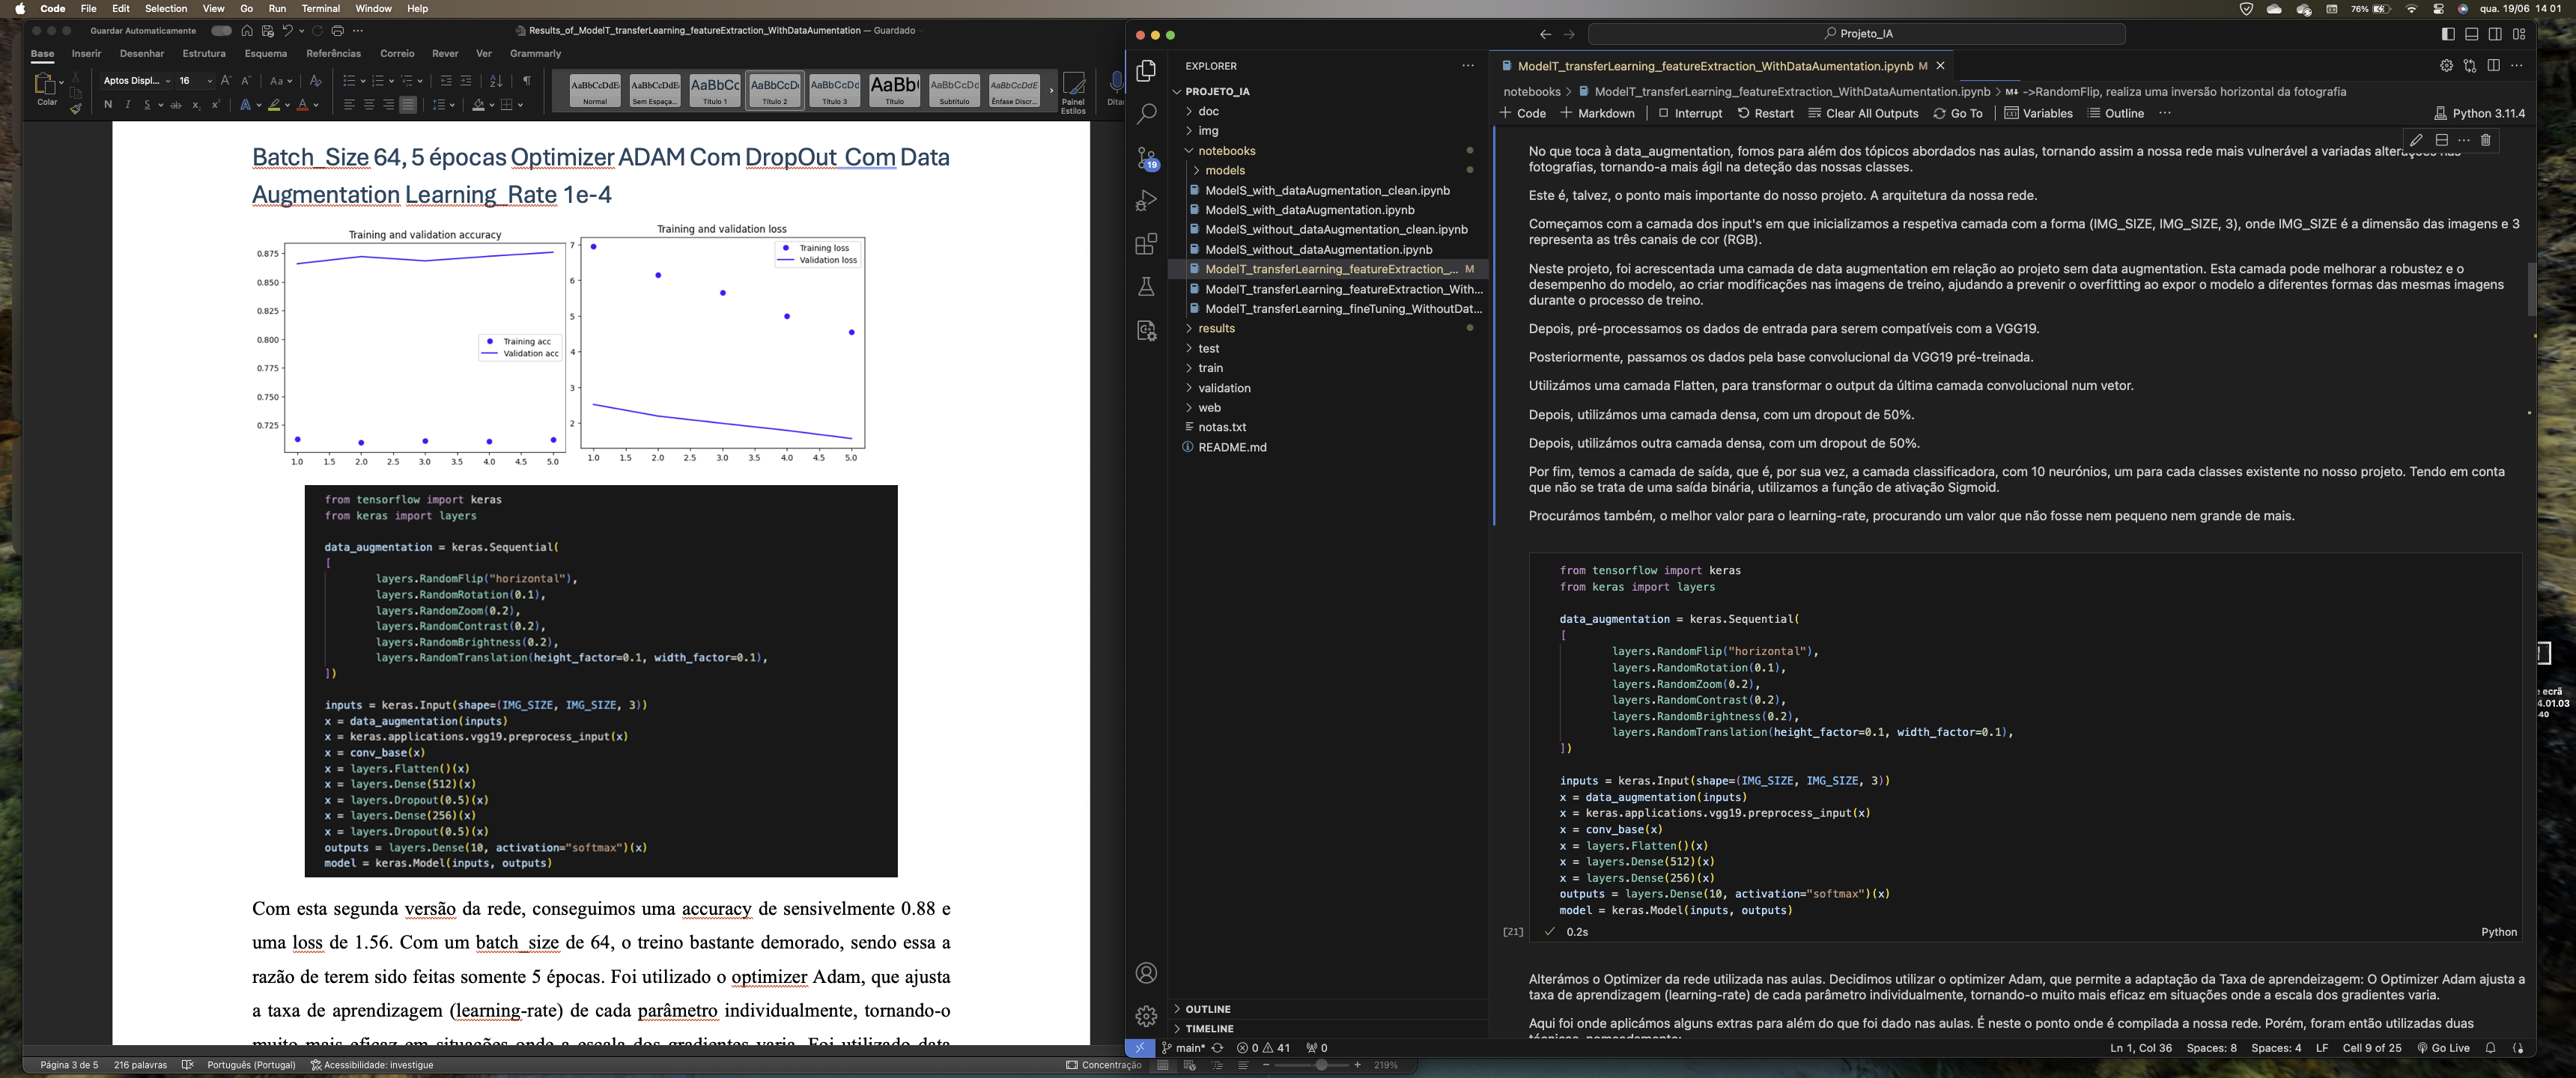 Code File Edit Selection View Go Run Terminal Window Help
76% qua. 19/06 14 01
Guardar Automaticamente
Results_of_ModelT_transferLearning_featureExtraction_WithDataAumentation — Guardado
Base Inserir Desenhar Estrutura Esquema Referências Correio Rever Ver Grammarly
Colar
Aptos Displ... 16
N I S ab
AaBbCcDdE Normal
AaBbCcDdE Sem Espaça...
AaBbCc Título 1
AaBbCcD Título 2
AaBbCcDc Título 3
AaBb( Título
AaBbCcDc Subtítulo
AaBbCcDdE Ênfase Discr...
Painel Estilos
Ditar
Batch_Size 64, 5 épocas Optimizer ADAM Com DropOut Com Data
Augmentation Learning_Rate 1e-4
Training and validation accuracy
0.875
0.850
0.825
0.800
0.775
0.750
0.725
Training acc
Validation acc
1.0 1.5 2.0 2.5 3.0 3.5 4.0 4.5 5.0
Training and validation loss
7
6
5
4
3
2
Training loss
Validation loss
1.0 1.5 2.0 2.5 3.0 3.5 4.0 4.5 5.0
from tensorflow import keras
from keras import layers
data_augmentation = keras.Sequential(
[
layers.RandomFlip("horizontal"),
layers.RandomRotation(0.1),
layers.RandomZoom(0.2),
layers.RandomContrast(0.2),
layers.RandomBrightness(0.2),
layers.RandomTranslation(height_factor=0.1, width_factor=0.1),
])
inputs = keras.Input(shape=(IMG_SIZE, IMG_SIZE, 3))
x = data_augmentation(inputs)
x = keras.applications.vgg19.preprocess_input(x)
x = conv_base(x)
x = layers.Flatten()(x)
x = layers.Dense(512)(x)
x = layers.Dropout(0.5)(x)
x = layers.Dense(256)(x)
x = layers.Dropout(0.5)(x)
outputs = layers.Dense(10, activation="softmax")(x)
model = keras.Model(inputs, outputs)
Com esta segunda versão da rede, conseguimos uma accuracy de sensivelmente 0.88 e
uma loss de 1.56. Com um batch_size de 64, o treino bastante demorado, sendo essa a
razão de terem sido feitas somente 5 épocas. Foi utilizado o optimizer Adam, que ajusta
a taxa de aprendizagem (learning-rate) de cada parâmetro individualmente, tornando-o
muito mais eficaz em situações onde a escala dos gradientes varia. Foi utilizado data
Página 3 de 5 216 palavras Português (Portugal) Acessibilidade: investigue Concentração 219%
Projeto_IA
EXPLORER
PROJETO_IA
doc
img
notebooks
models
ModelS_with_dataAugmentation_clean.ipynb
ModelS_with_dataAugmentation.ipynb
ModelS_without_dataAugmentation_clean.ipynb
ModelS_without_dataAugmentation.ipynb
ModelT_transferLearning_featureExtraction_... M
ModelT_transferLearning_featureExtraction_With...
ModelT_transferLearning_fineTuning_WithoutDat...
results
test
train
validation
web
notas.txt
README.md
OUTLINE
TIMELINE
19
ModelT_transferLearning_featureExtraction_WithDataAumentation.ipynb M
notebooks > ModelT_transferLearning_featureExtraction_WithDataAumentation.ipynb > M↓ ->RandomFlip, realiza uma inversão horizontal da fotografia
+ Code + Markdown Interrupt Restart Clear All Outputs Go To Variables Outline Python 3.11.4
No que toca à data_augmentation, fomos para além dos tópicos abordados nas aulas, tornando assim a nossa rede mais vulnerável a variadas alterações nas
fotografias, tornando-a mais ágil na deteção das nossas classes.
Este é, talvez, o ponto mais importante do nosso projeto. A arquitetura da nossa rede.
Começamos com a camada dos input's em que inicializamos a respetiva camada com a forma (IMG_SIZE, IMG_SIZE, 3), onde IMG_SIZE é a dimensão das imagens e 3
representa as três canais de cor (RGB).
Neste projeto, foi acrescentada uma camada de data augmentation em relação ao projeto sem data augmentation. Esta camada pode melhorar a robustez e o
desempenho do modelo, ao criar modificações nas imagens de treino, ajudando a prevenir o overfitting ao expor o modelo a diferentes formas das mesmas imagens
durante o processo de treino.
Depois, pré-processamos os dados de entrada para serem compatíveis com a VGG19.
Posteriormente, passamos os dados pela base convolucional da VGG19 pré-treinada.
Utilizámos uma camada Flatten, para transformar o output da última camada convolucional num vetor.
Depois, utilizámos uma camada densa, com um dropout de 50%.
Depois, utilizámos outra camada densa, com um dropout de 50%.
Por fim, temos a camada de saída, que é, por sua vez, a camada classificadora, com 10 neurónios, um para cada classes existente no nosso projeto. Tendo em conta
que não se trata de uma saída binária, utilizamos a função de ativação Sigmoid.
Procurámos também, o melhor valor para o learning-rate, procurando um valor que não fosse nem pequeno nem grande de mais.
from tensorflow import keras
from keras import layers
data_augmentation = keras.Sequential(
[
layers.RandomFlip("horizontal"),
layers.RandomRotation(0.1),
layers.RandomZoom(0.2),
layers.RandomContrast(0.2),
layers.RandomBrightness(0.2),
layers.RandomTranslation(height_factor=0.1, width_factor=0.1),
])
inputs = keras.Input(shape=(IMG_SIZE, IMG_SIZE, 3))
x = data_augmentation(inputs)
x = keras.applications.vgg19.preprocess_input(x)
x = conv_base(x)
x = layers.Flatten()(x)
x = layers.Dense(512)(x)
x = layers.Dense(256)(x)
outputs = layers.Dense(10, activation="softmax")(x)
model = keras.Model(inputs, outputs)
[21] 0.2s Python
Alterámos o Optimizer da rede utilizada nas aulas. Decidimos utilizar o optimizer Adam, que permite a adaptação da Taxa de aprendeizagem: O Optimizer Adam ajusta a
taxa de aprendizagem (learning-rate) de cada parâmetro individualmente, tornando-o muito mais eficaz em situações onde a escala dos gradientes varia.
Aqui foi onde aplicámos alguns extras para além do que foi dado nas aulas. É neste o ponto onde é compilada a nossa rede. Porém, foram então utilizadas duas
main* 0 41 0 Ln 1, Col 36 Spaces: 8 Spaces: 4 LF Cell 9 of 25 Go Live
e ecrã
4.01.03
40